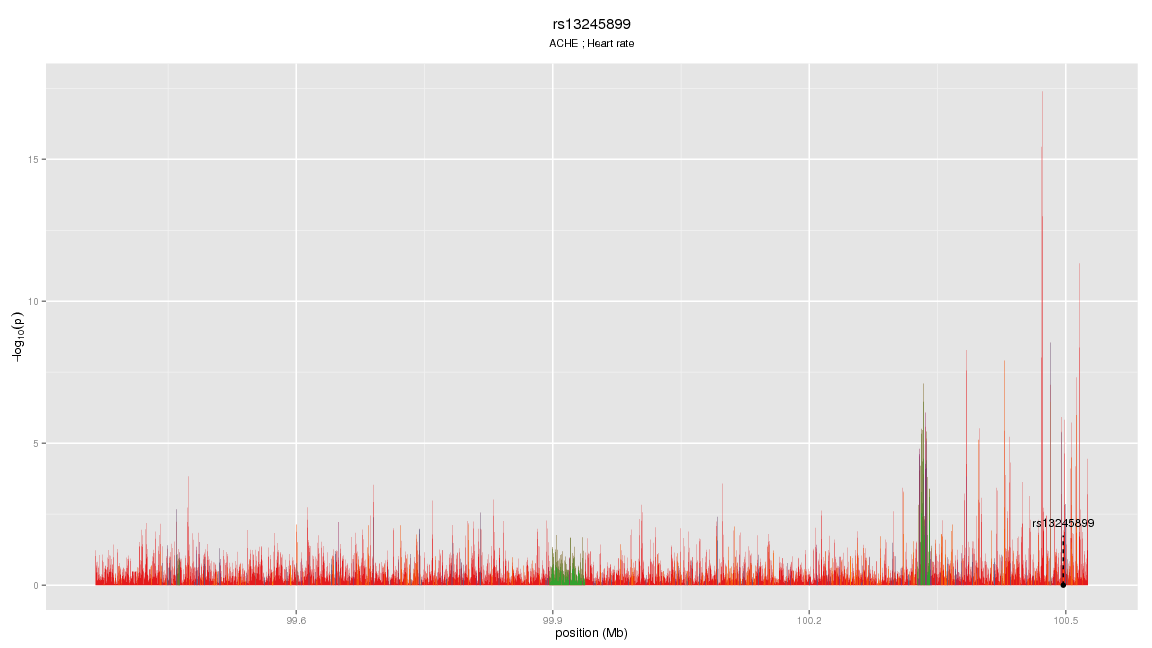 rs13245899
ACHE ; Heart rate
−log10(p)
15
10
5
0
rs13245899
99.6
99.9
100.2
100.5
position (Mb)